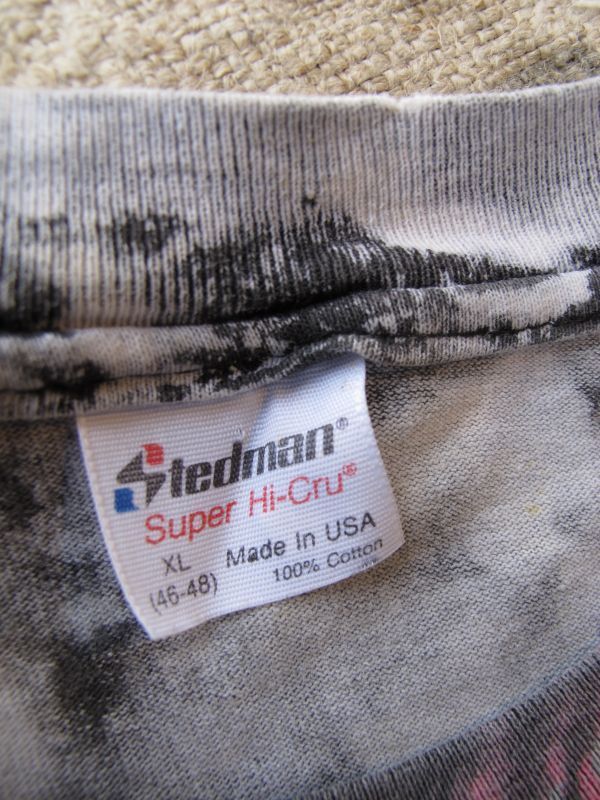 Stedman®
Super Hi-Cru®
XL Made In USA
(46-48) 100% Cotton